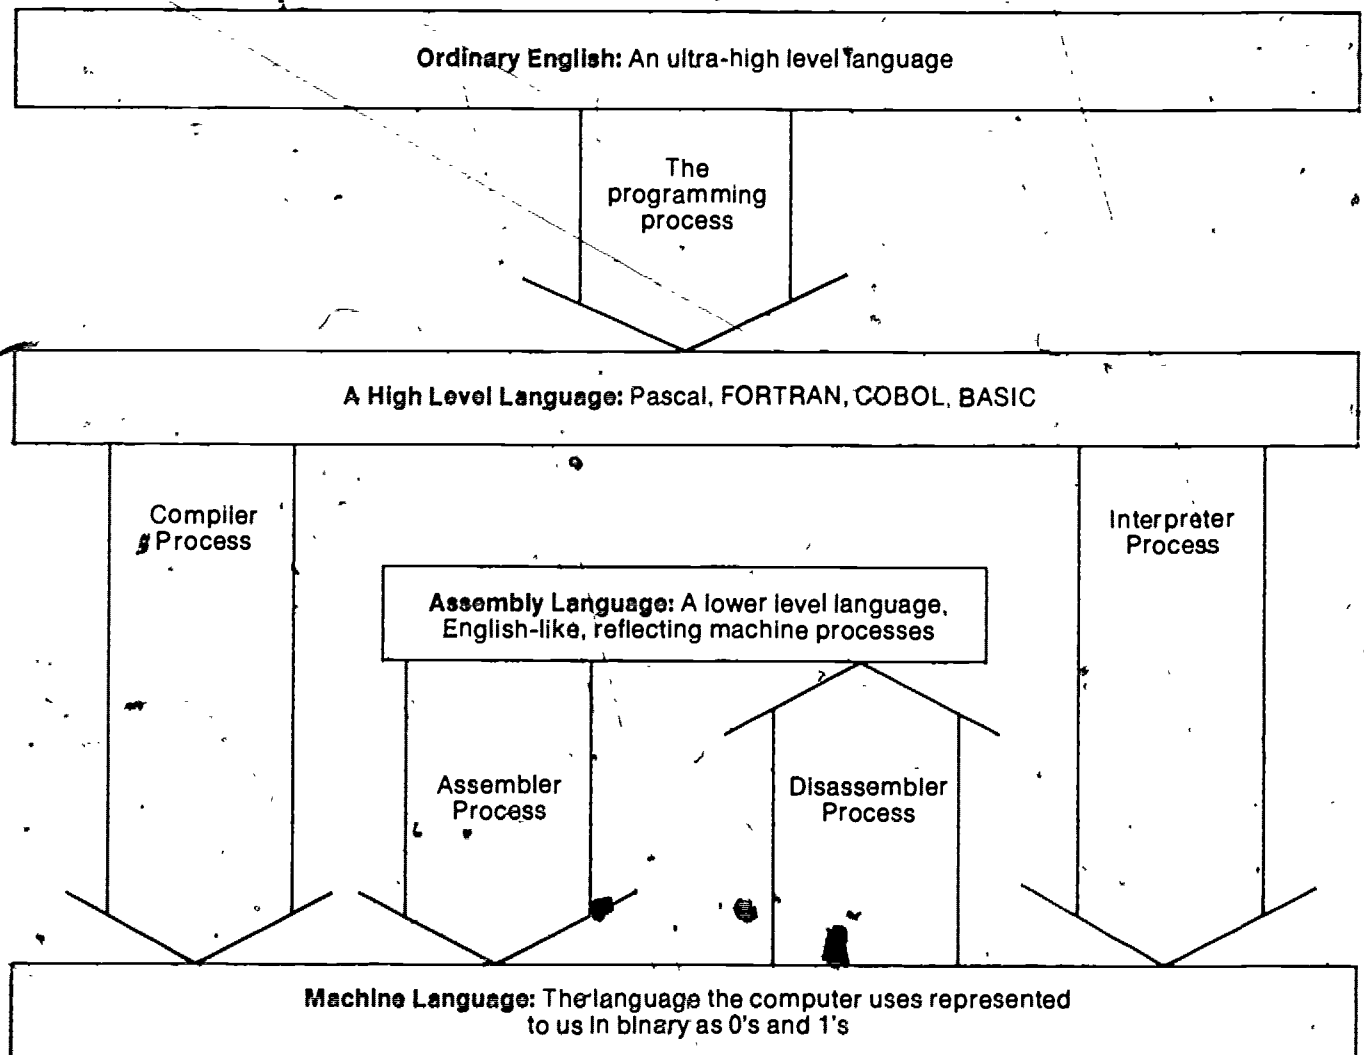 Ordinary English: An ultra-high level language
The
programming
process
A High Level Language: Pascal, FORTRAN, COBOL, BASIC
Compiler
Process
Interpreter
Process
Assembly Language: A lower level language,
English-like, reflecting machine processes
Assembler
Process
Disassembler
Process
Machine Language: The language the computer uses represented
to us in binary as 0's and 1's